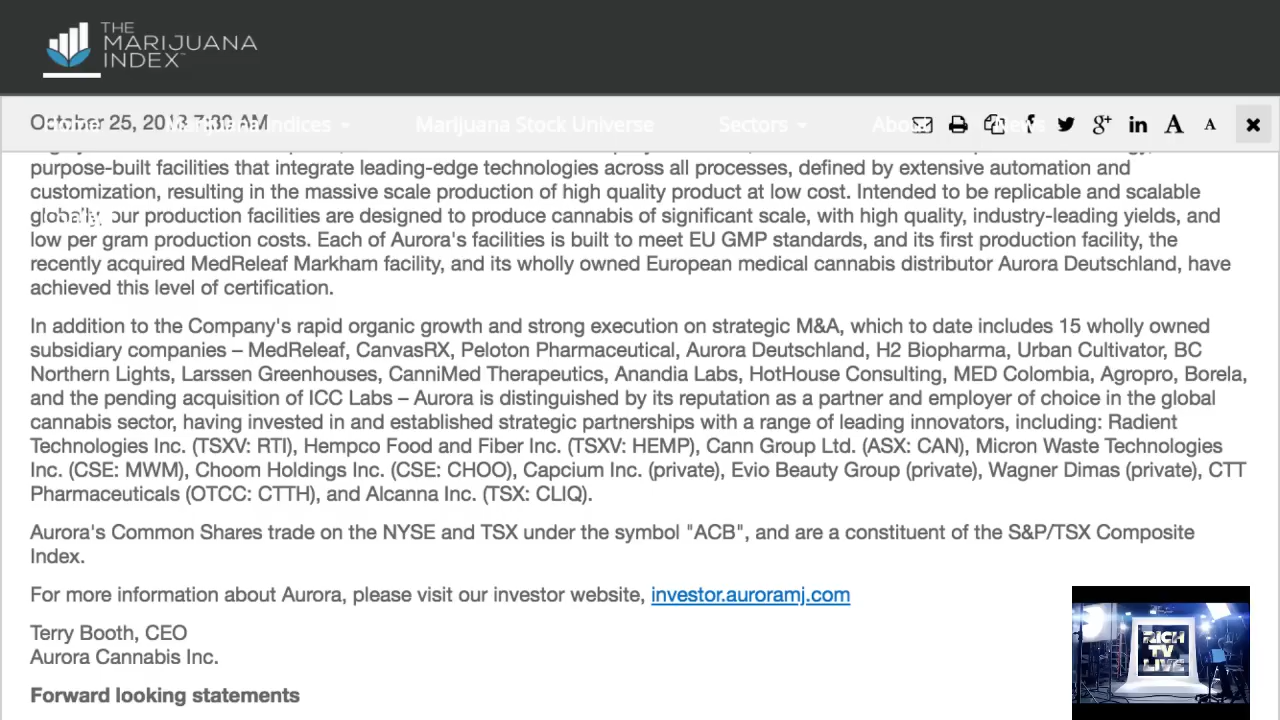 THE
MARIJUANA
INDEX™
October 25, 2018 7:30 AM
Home Marijuana Indices Marijuana Stock Universe Sectors About News
purpose-built facilities that integrate leading-edge technologies across all processes, defined by extensive automation and
customization, resulting in the massive scale production of high quality product at low cost. Intended to be replicable and scalable
globally, our production facilities are designed to produce cannabis of significant scale, with high quality, industry-leading yields, and
low per gram production costs. Each of Aurora's facilities is built to meet EU GMP standards, and its first production facility, the
recently acquired MedReleaf Markham facility, and its wholly owned European medical cannabis distributor Aurora Deutschland, have
achieved this level of certification.
In addition to the Company's rapid organic growth and strong execution on strategic M&A, which to date includes 15 wholly owned
subsidiary companies – MedReleaf, CanvasRX, Peloton Pharmaceutical, Aurora Deutschland, H2 Biopharma, Urban Cultivator, BC
Northern Lights, Larssen Greenhouses, CanniMed Therapeutics, Anandia Labs, HotHouse Consulting, MED Colombia, Agropro, Borela,
and the pending acquisition of ICC Labs – Aurora is distinguished by its reputation as a partner and employer of choice in the global
cannabis sector, having invested in and established strategic partnerships with a range of leading innovators, including: Radient
Technologies Inc. (TSXV: RTI), Hempco Food and Fiber Inc. (TSXV: HEMP), Cann Group Ltd. (ASX: CAN), Micron Waste Technologies
Inc. (CSE: MWM), Choom Holdings Inc. (CSE: CHOO), Capcium Inc. (private), Evio Beauty Group (private), Wagner Dimas (private), CTT
Pharmaceuticals (OTCC: CTTH), and Alcanna Inc. (TSX: CLIQ).
Aurora's Common Shares trade on the NYSE and TSX under the symbol "ACB", and are a constituent of the S&P/TSX Composite
Index.
For more information about Aurora, please visit our investor website, investor.auroramj.com
Terry Booth, CEO
Aurora Cannabis Inc.
Forward looking statements
RICH
TV
LIVE